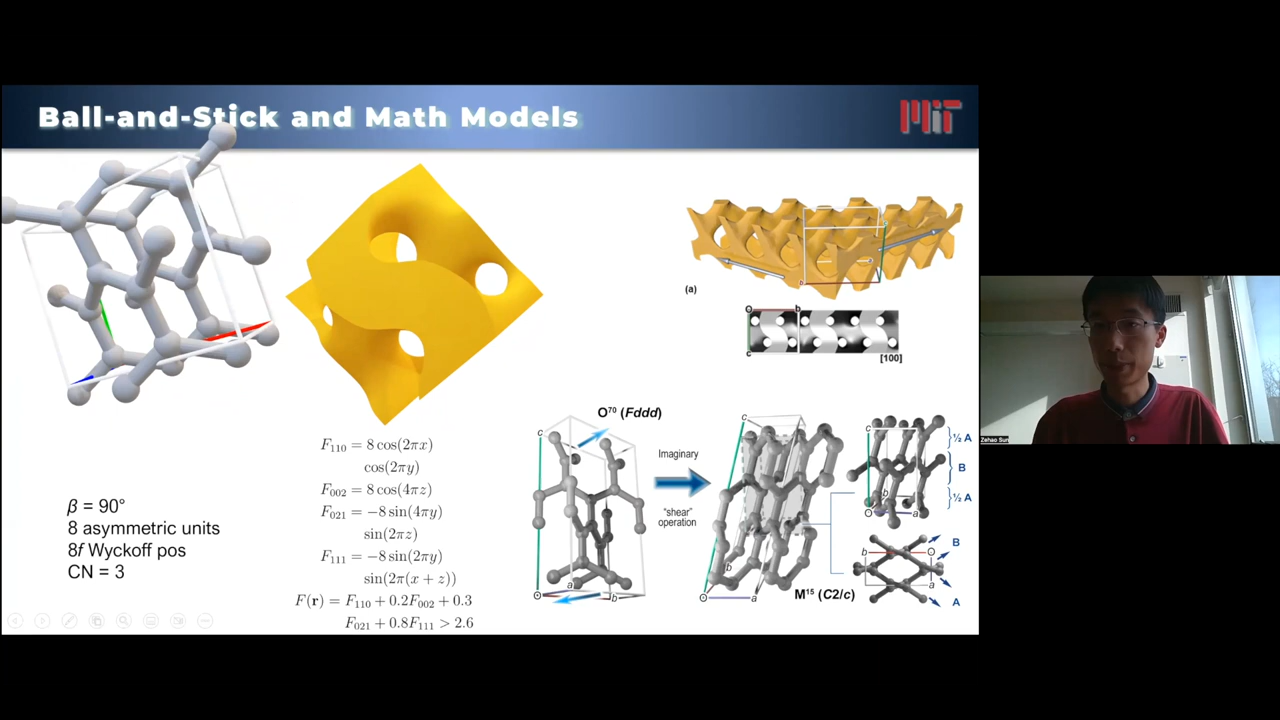 Ball-and-Stick and Math Models
MIT
(a)
O
b
c
[100]
β = 90°
8 asymmetric units
8f Wyckoff pos
CN = 3
F₁₁₀ = 8 cos(2πx)
cos(2πy)
F₀₀₂ = 8 cos(4πz)
F₀₂₁ = −8 sin(4πy)
sin(2πz)
F₁₁₁ = −8 sin(2πy)
sin(2π(x + z))
F(r) = F₁₁₀ + 0.2F₀₀₂ + 0.3
F₀₂₁ + 0.8F₁₁₁ > 2.6
O⁷⁰ (Fddd)
c
a
O
b
Imaginary
"shear"
operation
c
b
O
a
M¹⁵ (C2/c)
c
b
O
a
½ A
B
½ A
b
O
a
B
A
Zehao Sun